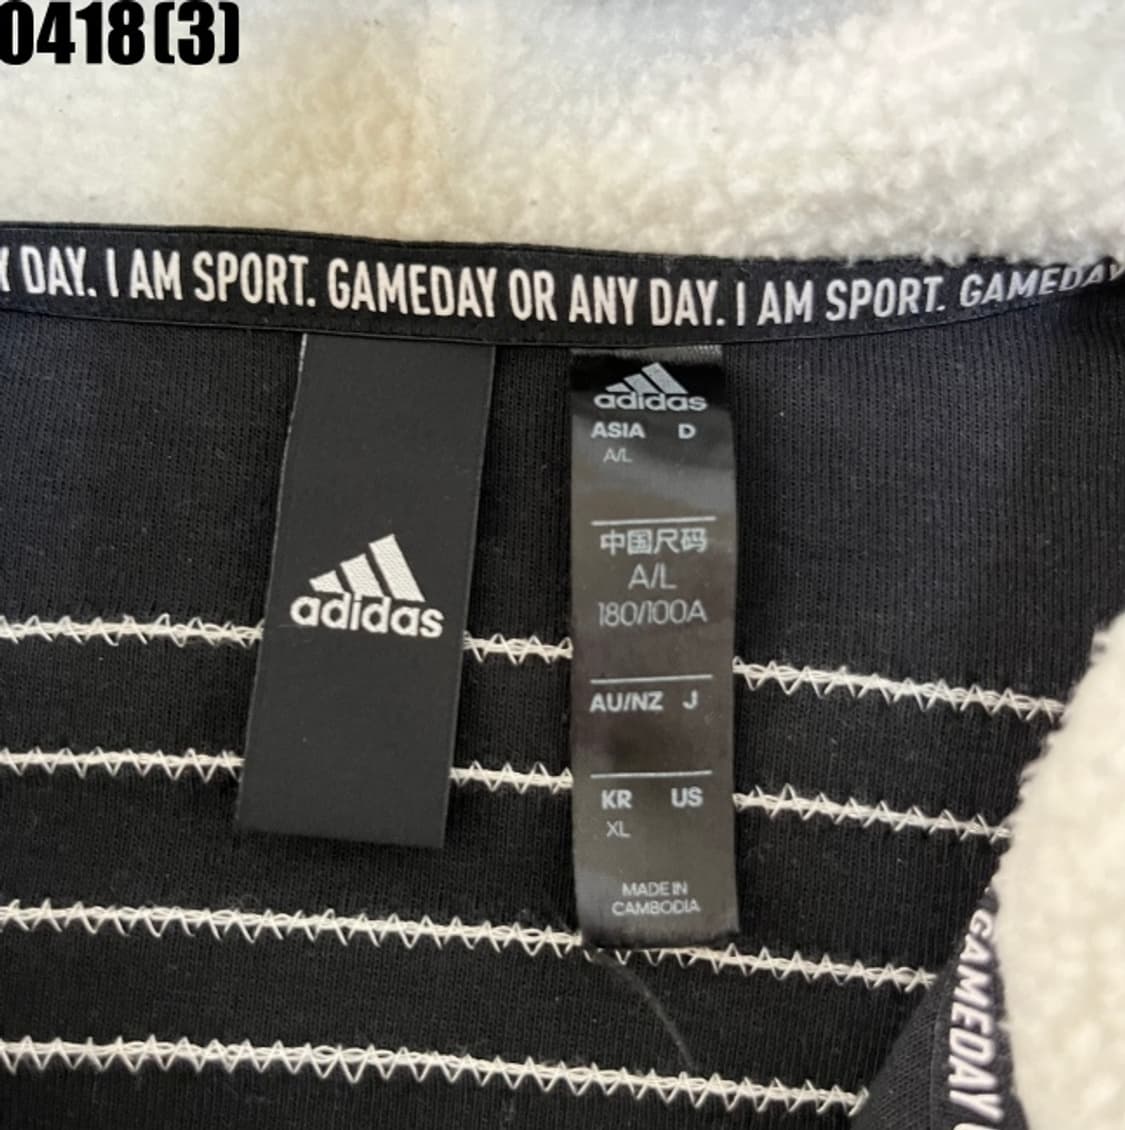 0418(3)
DAY. I AM SPORT. GAMEDAY OR ANY DAY. I AM SPORT. GAMEDAY
adidas
adidas
ASIA D
A/L
中国尺码
A/L
180/100A
AU/NZ J
KR US
XL
MADE IN
CAMBODIA
GAMEDAY